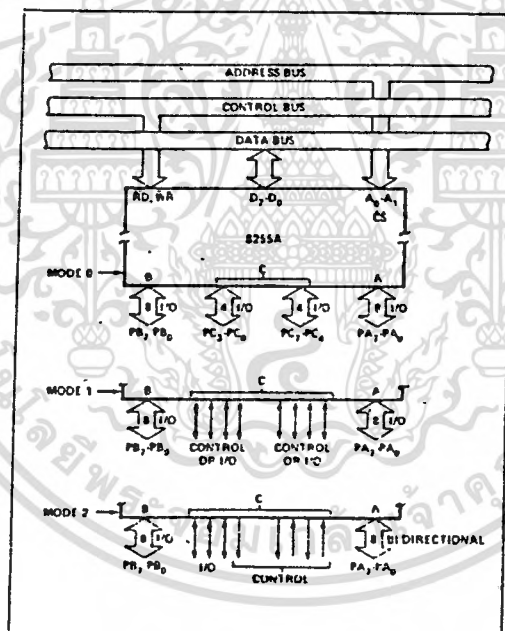 ADDRESS BUS
CONTROL BUS
DATA BUS
RD, WR D7-D0 A0-A1
CS
8255A
MODE 0 B C A
8 I/O 4 I/O 4 I/O 8 I/O
PB7-PB0 PC3-PC0 PC7-PC4 PA7-PA0
MODE 1 B C A
8 I/O 8 I/O
PB7-PB0 CONTROL OR I/O CONTROL OR I/O PA7-PA0
MODE 2 B C A
8 I/O 8 BIDIRECTIONAL
PB7 PB0 I/O CONTROL PA7-PA0